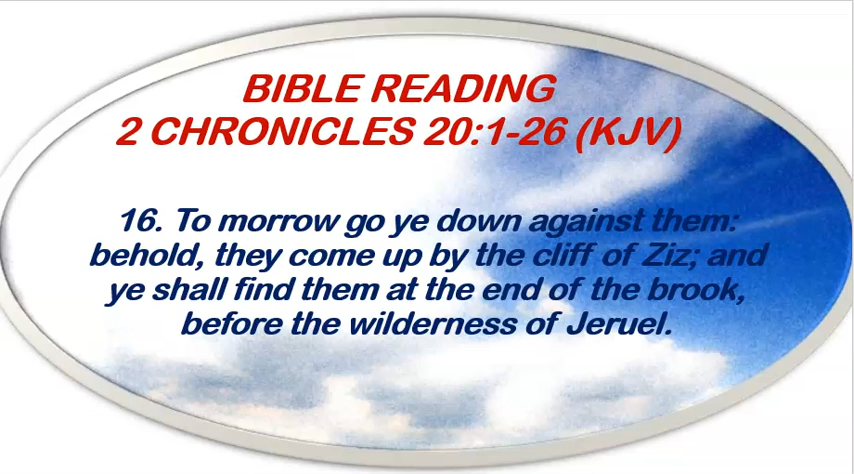 BIBLE READING
2 CHRONICLES 20:1-26 (KJV)
16. To morrow go ye down against them:
behold, they come up by the cliff of Ziz; and
ye shall find them at the end of the brook,
before the wilderness of Jeruel.